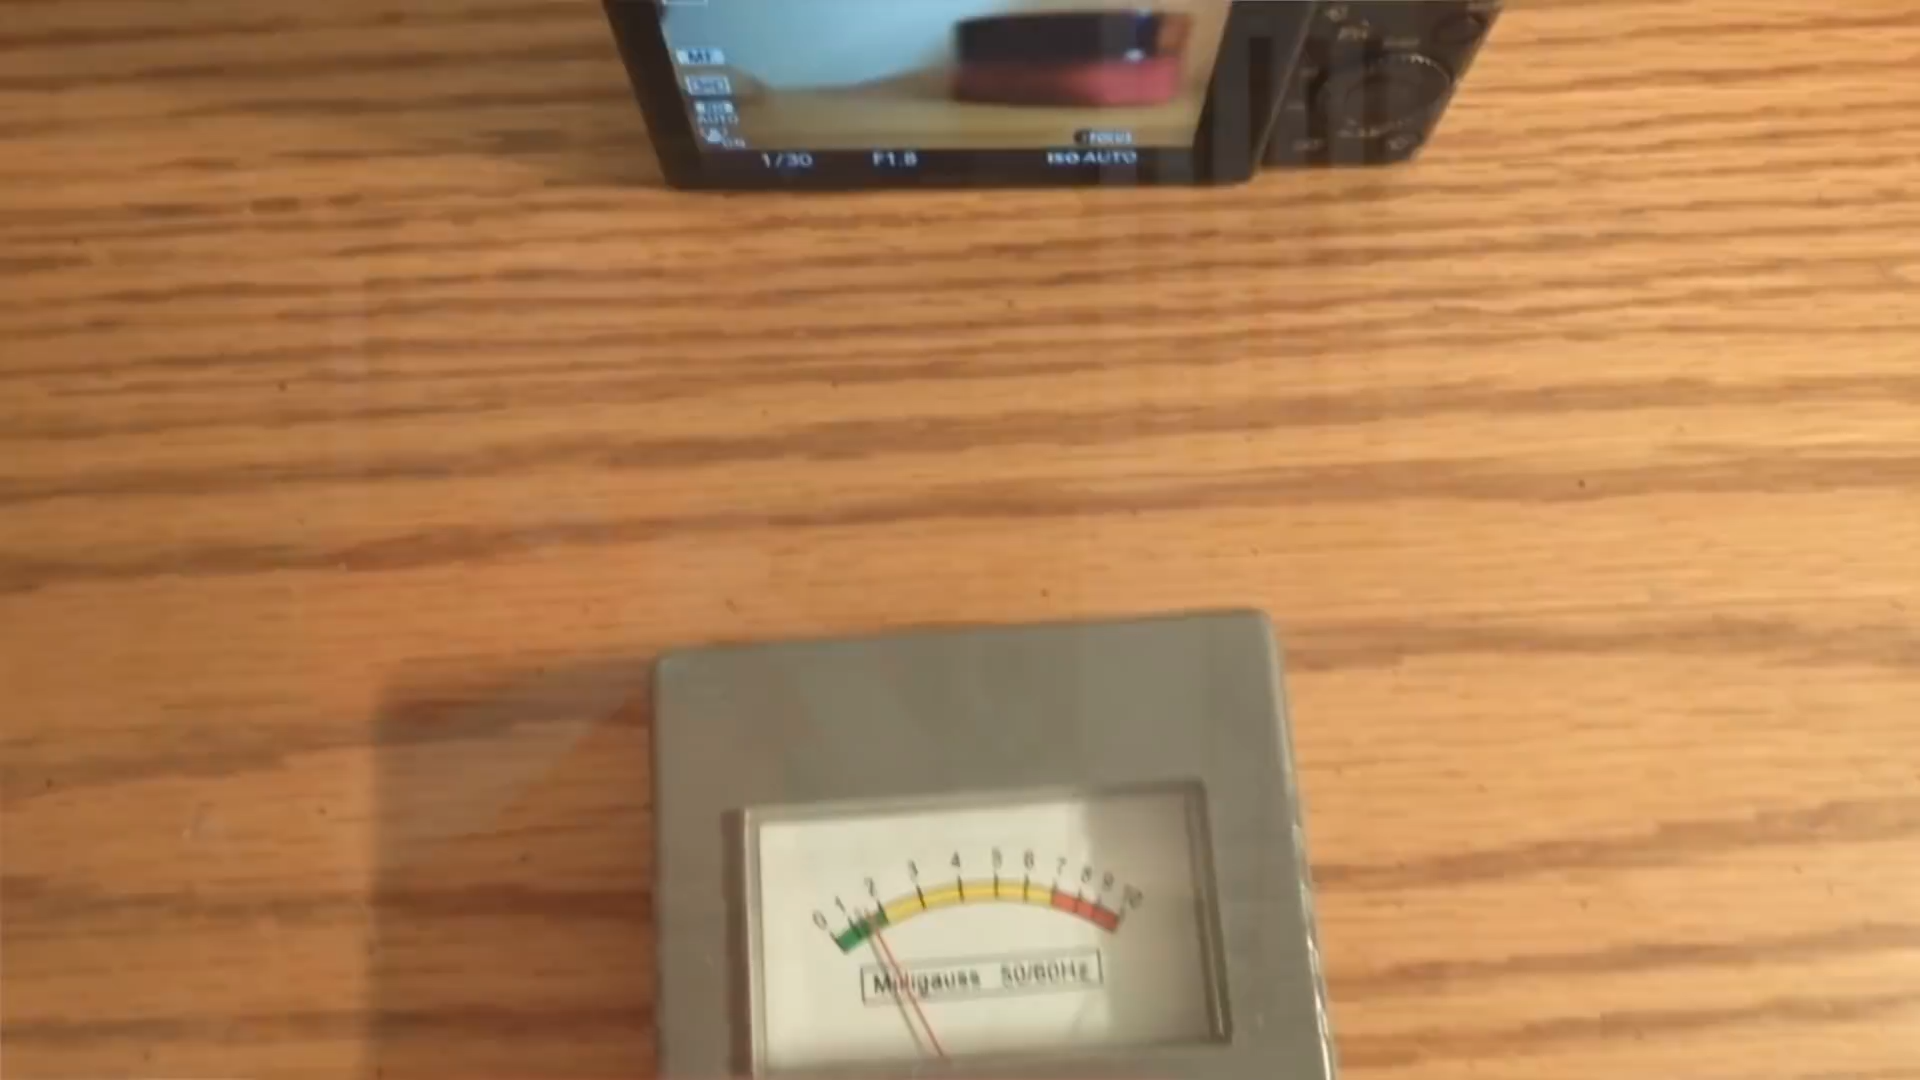 MF
AUTO
FOCUS
1/30 F1.8 ISO AUTO
0 1 2 3 4 5 6 7 8 9 10
Milligauss 50/60Hz